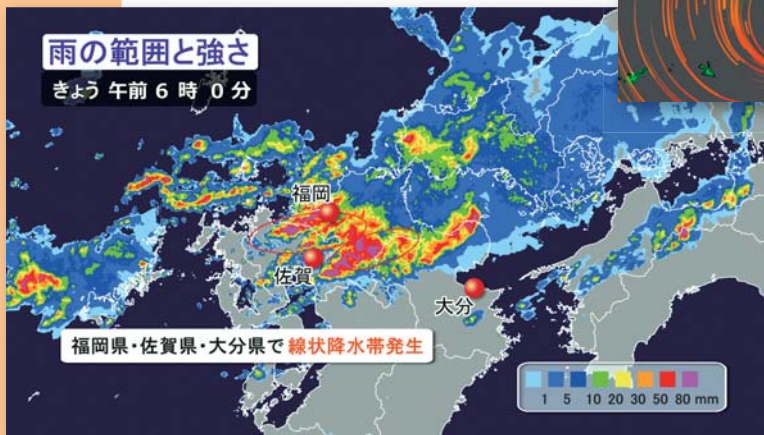 雨の範囲と強さ
きょう 午前 6 時 0 分
福岡
佐賀
大分
福岡県・佐賀県・大分県で 線状降水帯発生
1 5 10 20 30 50 80 mm